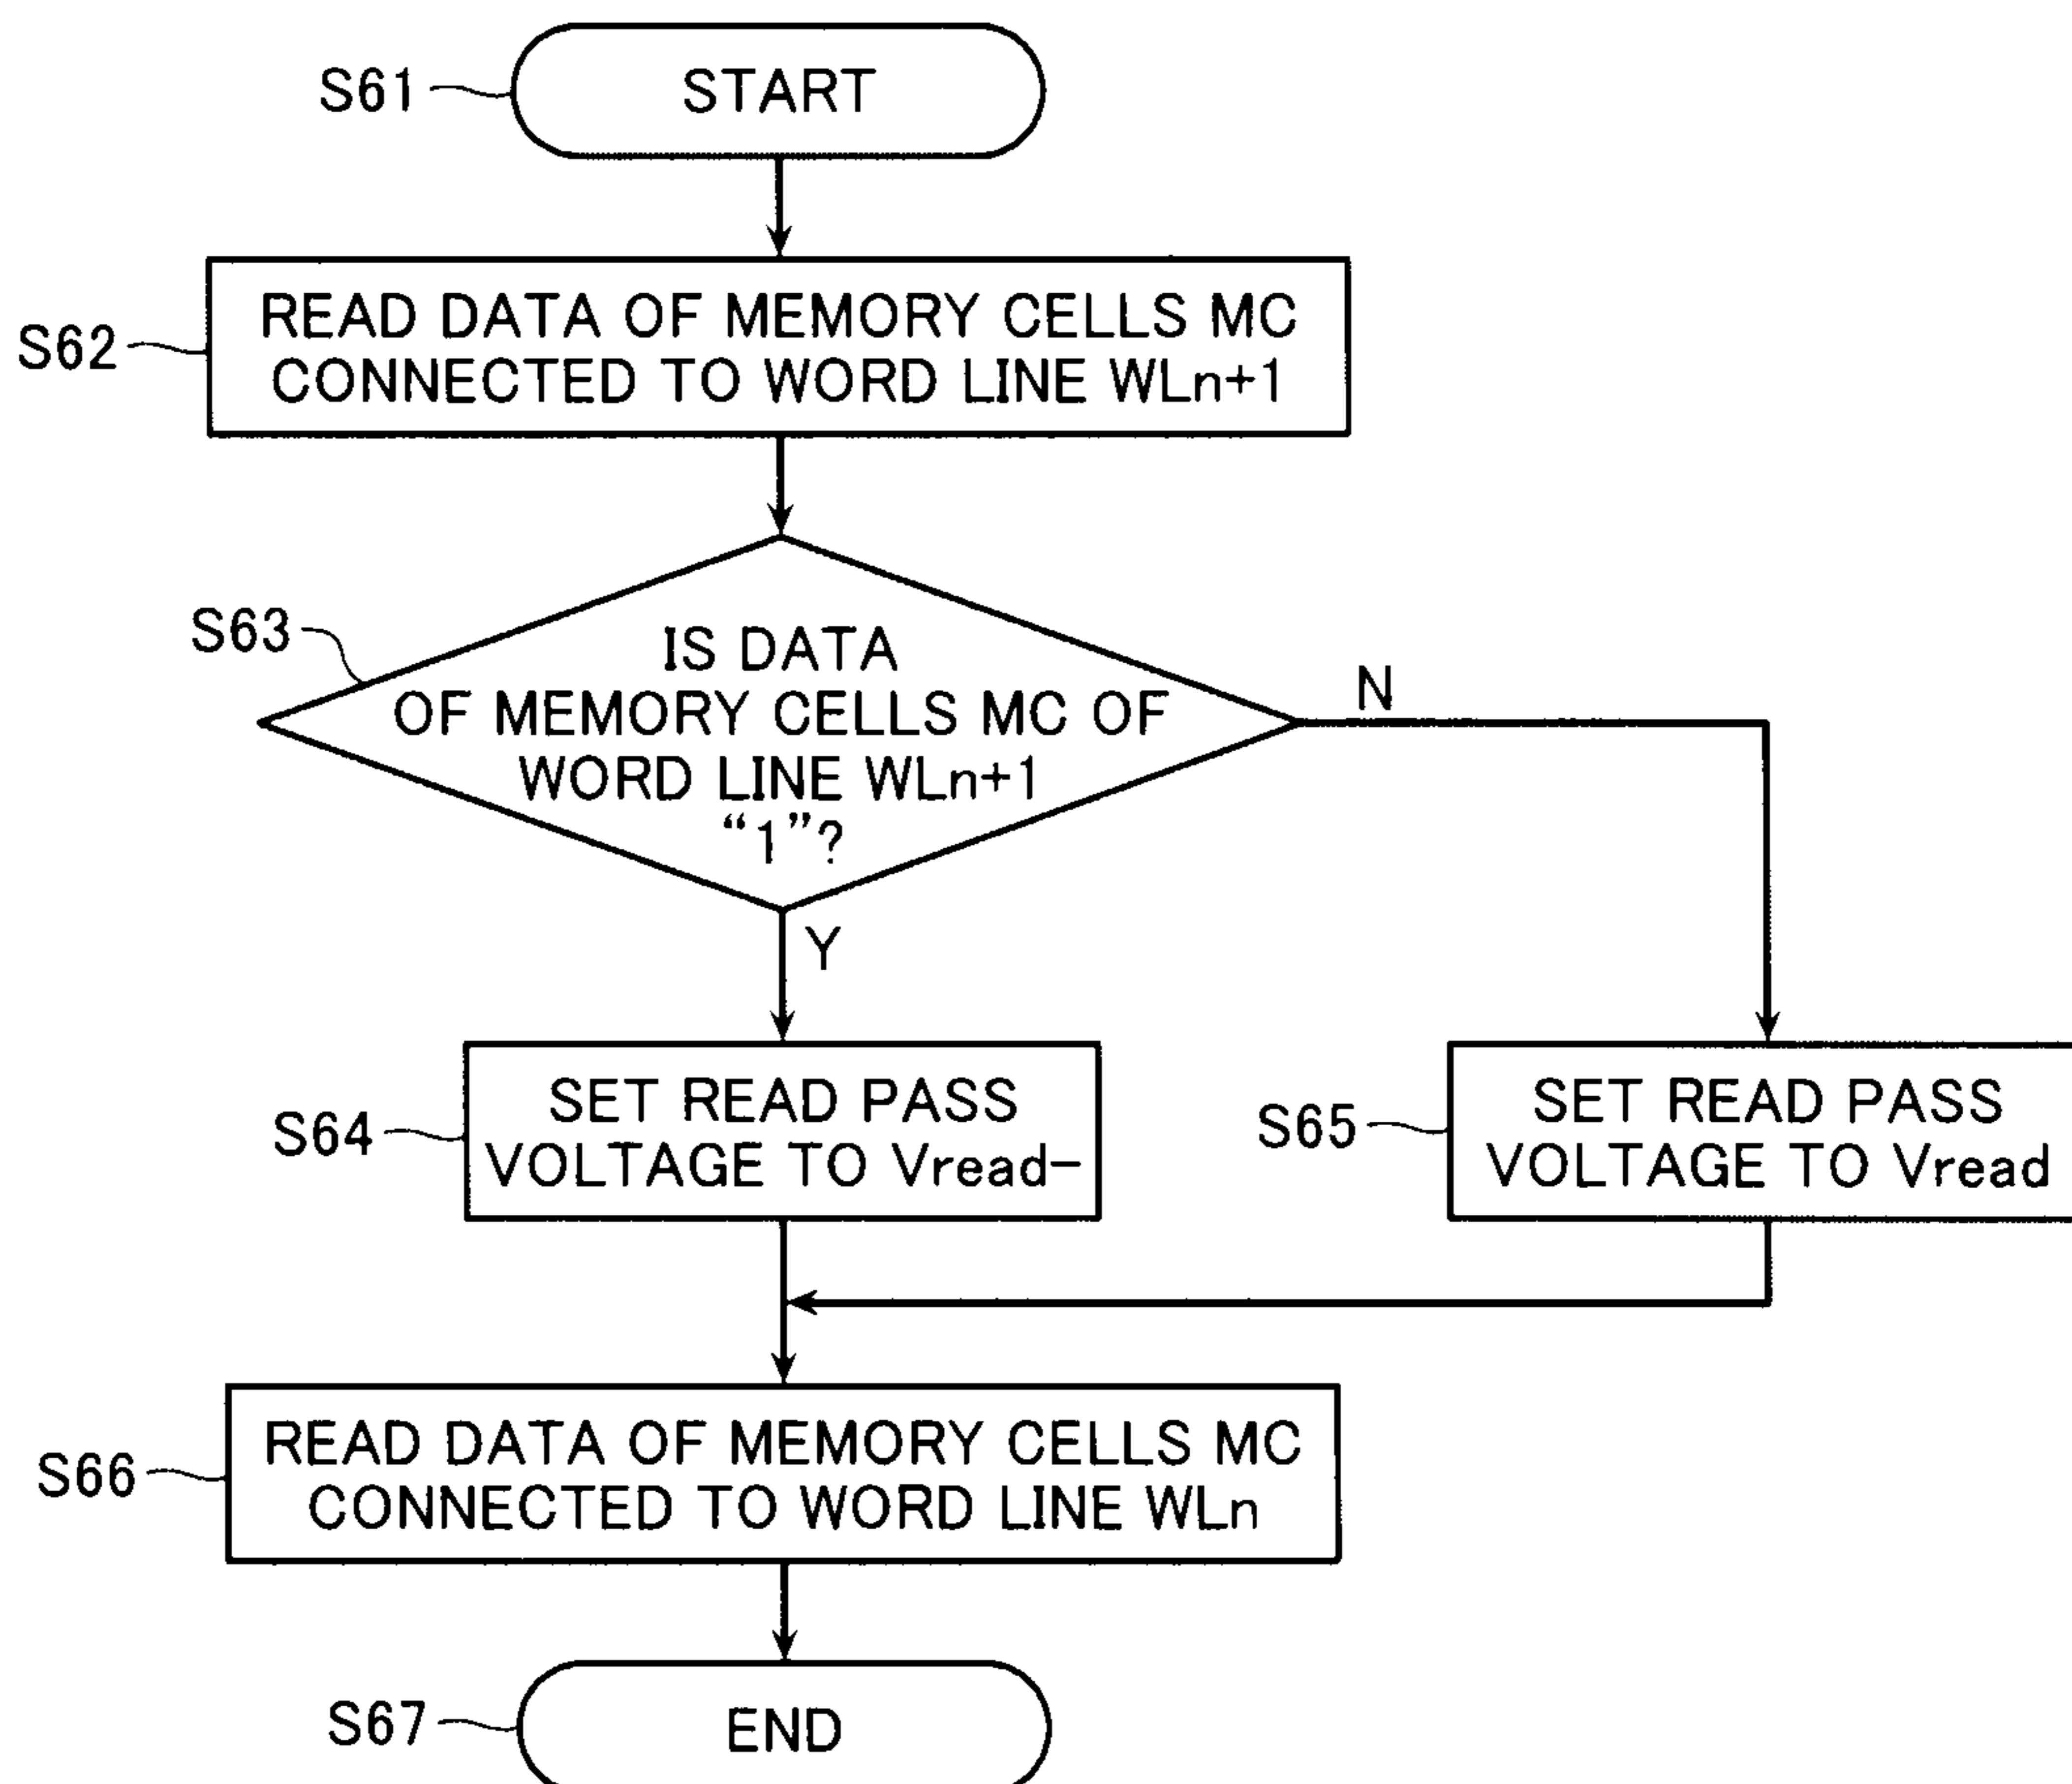 S61
START
S62
READ DATA OF MEMORY CELLS MC
CONNECTED TO WORD LINE WLn+1
S63
IS DATA
OF MEMORY CELLS MC OF
WORD LINE WLn+1
“1”?
N
Y
S64
SET READ PASS
VOLTAGE TO Vread−
S65
SET READ PASS
VOLTAGE TO Vread
S66
READ DATA OF MEMORY CELLS MC
CONNECTED TO WORD LINE WLn
S67
END